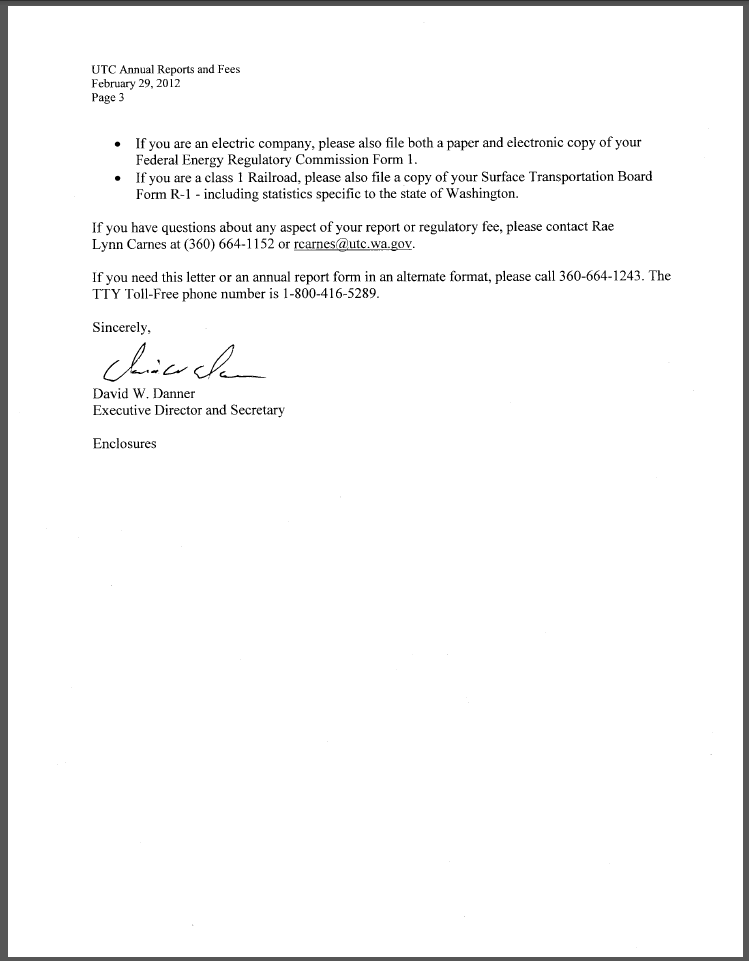 UTC Annual Reports and Fees
February 29, 2012
Page 3
• If you are an electric company, please also file both a paper and electronic copy of your
Federal Energy Regulatory Commission Form 1.
• If you are a class 1 Railroad, please also file a copy of your Surface Transportation Board
Form R-1 - including statistics specific to the state of Washington.
If you have questions about any aspect of your report or regulatory fee, please contact Rae
Lynn Carnes at (360) 664-1152 or rcarnes@utc.wa.gov.
If you need this letter or an annual report form in an alternate format, please call 360-664-1243. The
TTY Toll-Free phone number is 1-800-416-5289.
Sincerely,
David W. Danner
Executive Director and Secretary
Enclosures